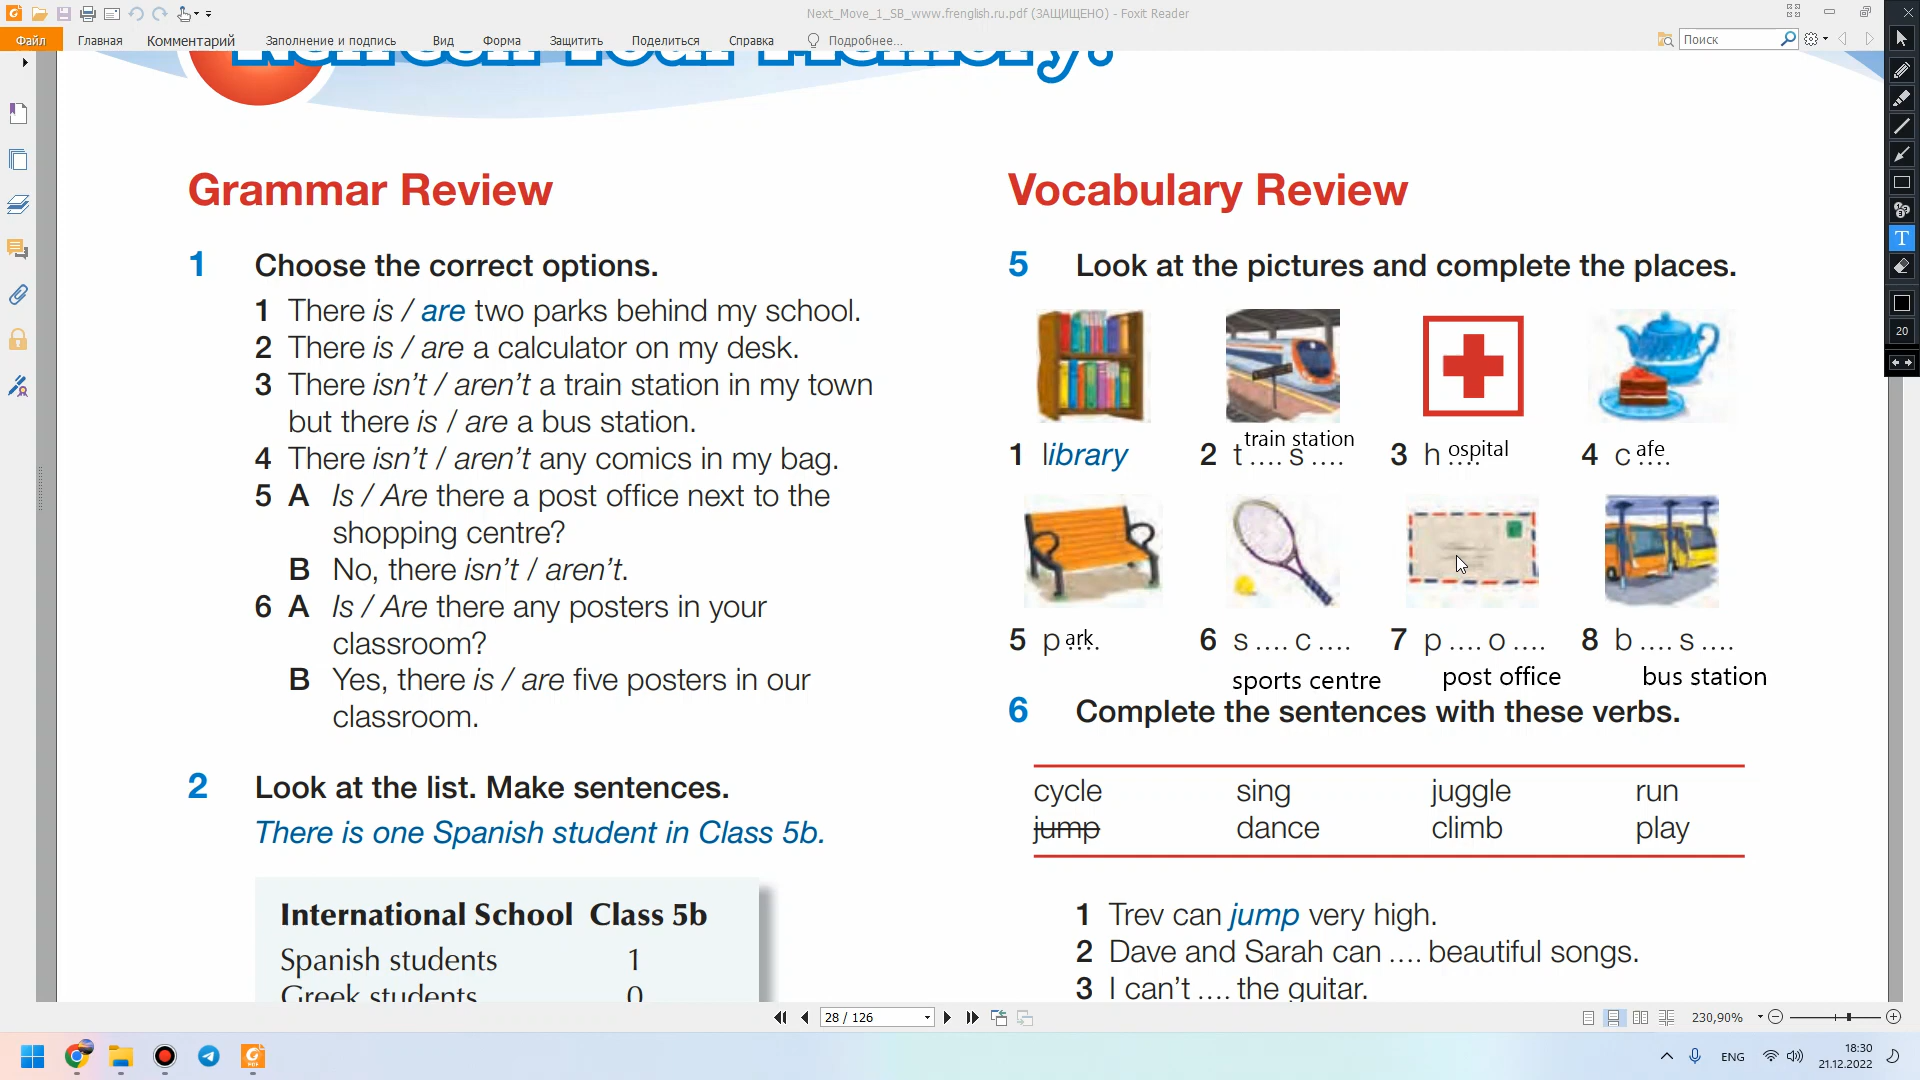 Next_Move_1_SB_www.frenglish.ru.pdf (ЗАЩИЩЕНО) - Foxit Reader
Файл Главная Комментарий Заполнение и подпись Вид Форма Защитить Поделиться Справка Подробнее... Поиск
Grammar Review
1 Choose the correct options.
1 There is / are two parks behind my school.
2 There is / are a calculator on my desk.
3 There isn't / aren't a train station in my town
but there is / are a bus station.
4 There isn't / aren't any comics in my bag.
5 A Is / Are there a post office next to the
shopping centre?
B No, there isn't / aren't.
6 A Is / Are there any posters in your
classroom?
B Yes, there is / are five posters in our
classroom.
2 Look at the list. Make sentences.
There is one Spanish student in Class 5b.
International School Class 5b
Spanish students 1
Greek students 0
Vocabulary Review
5 Look at the pictures and complete the places.
train station
1 library 2 t .... s .... 3 h ospital .... 4 c afe ....
5 p ark .... 6 s .... c .... 7 p .... o .... 8 b .... s ....
sports centre post office bus station
6 Complete the sentences with these verbs.
cycle sing juggle run
jump dance climb play
1 Trev can jump very high.
2 Dave and Sarah can .... beautiful songs.
3 I can't .... the guitar.
T
20
28 / 126
230,90%
ENG
18:30
21.12.2022